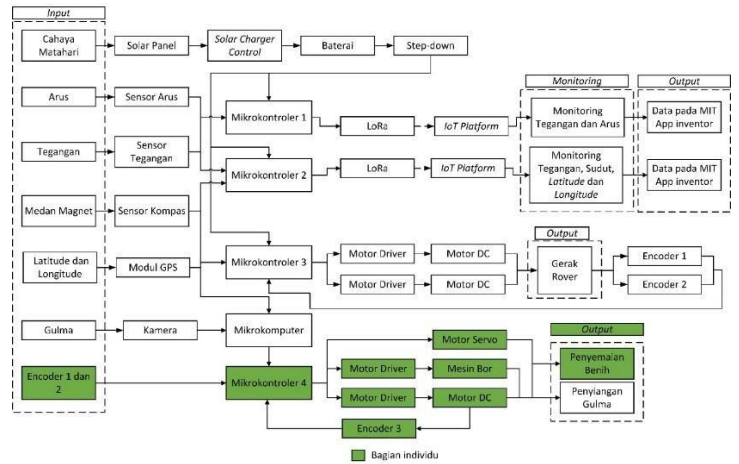 Input
Cahaya
Matahari
Solar Panel
Solar Charger
Control
Baterai
Step-down
Arus
Sensor Arus
Mikrokontroler 1
LoRa
IoT Platform
Monitoring
Monitoring
Tegangan dan Arus
Output
Data pada MIT
App inventor
Tegangan
Sensor
Tegangan
Mikrokontroler 2
LoRa
IoT Platform
Monitoring
Tegangan, Sudut,
Latitude dan
Longitude
Data pada MIT
App inventor
Medan Magnet
Sensor Kompas
Latitude dan
Longitude
Modul GPS
Mikrokontroler 3
Motor Driver
Motor DC
Motor Driver
Motor DC
Output
Gerak
Rover
Encoder 1
Encoder 2
Gulma
Kamera
Mikrokomputer
Encoder 1 dan
2
Mikrokontroler 4
Motor Servo
Motor Driver
Mesin Bor
Motor Driver
Motor DC
Encoder 3
Output
Penyemaian
Benih
Penyiangan
Gulma
Bagian individu